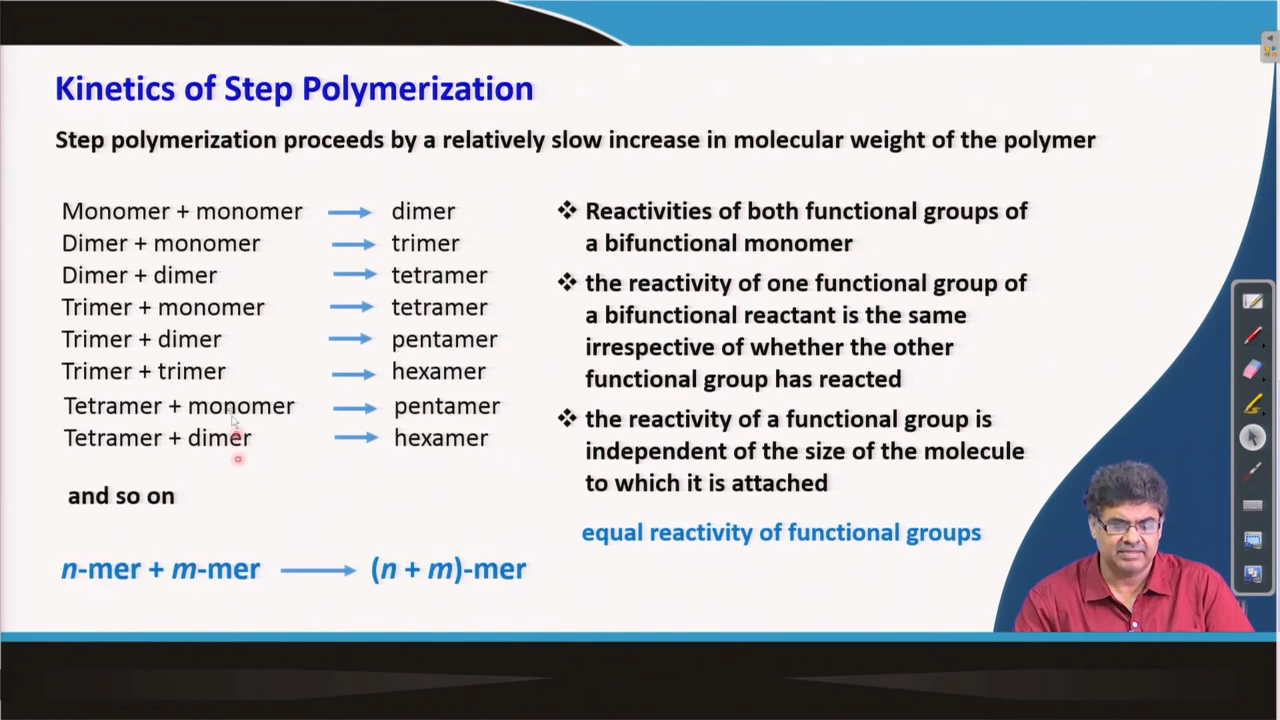 Kinetics of Step Polymerization
Step polymerization proceeds by a relatively slow increase in molecular weight of the polymer
Monomer + monomer → dimer
Dimer + monomer → trimer
Dimer + dimer → tetramer
Trimer + monomer → tetramer
Trimer + dimer → pentamer
Trimer + trimer → hexamer
Tetramer + monomer → pentamer
Tetramer + dimer → hexamer
and so on
n-mer + m-mer → (n + m)-mer
❖ Reactivities of both functional groups of
a bifunctional monomer
❖ the reactivity of one functional group of
a bifunctional reactant is the same
irrespective of whether the other
functional group has reacted
❖ the reactivity of a functional group is
independent of the size of the molecule
to which it is attached
equal reactivity of functional groups